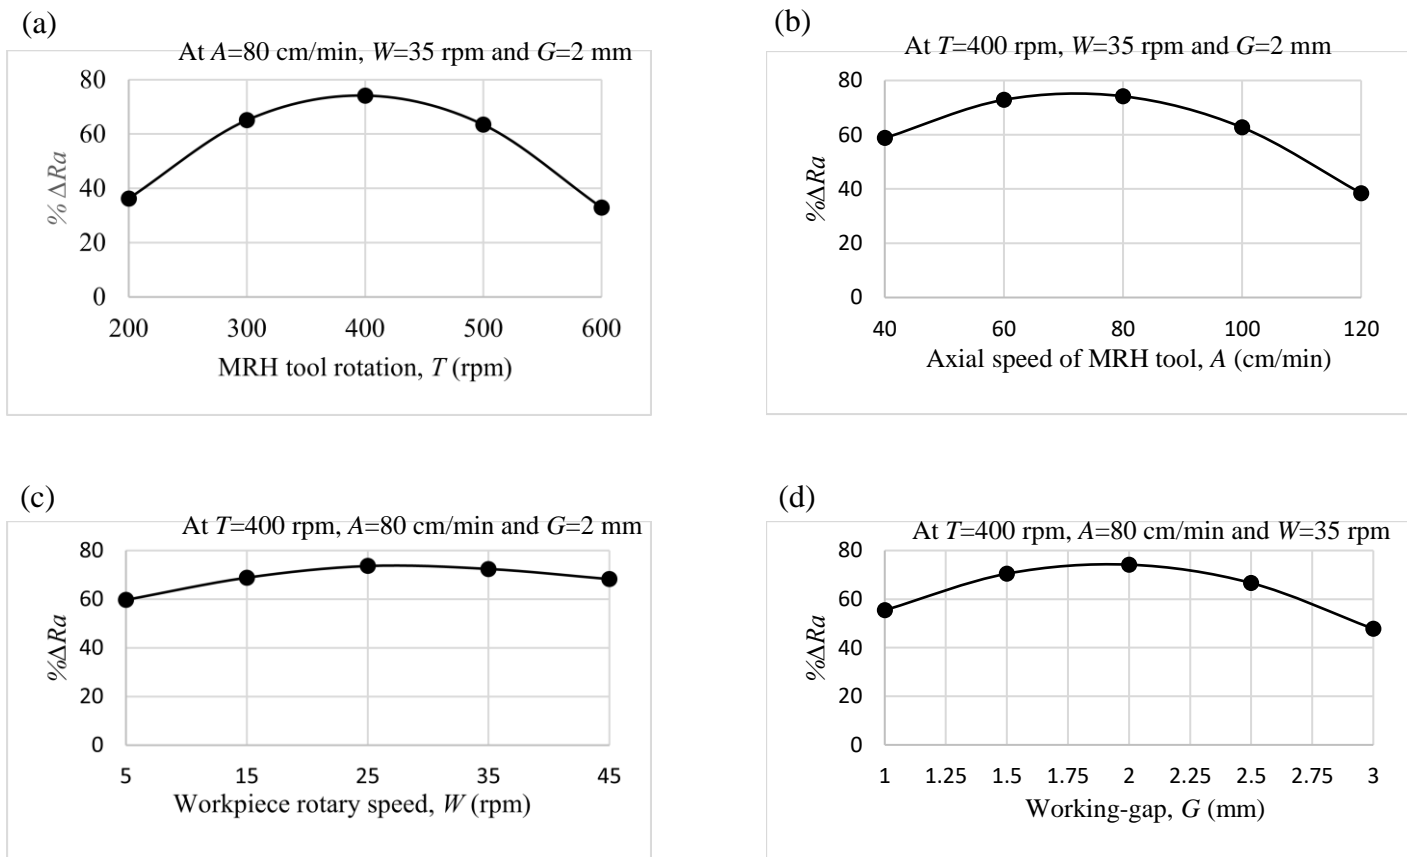 (a)
At A=80 cm/min, W=35 rpm and G=2 mm
80
60
40
20
0
% ΔRa
200 300 400 500 600
MRH tool rotation, T (rpm)
(b)
At T=400 rpm, W=35 rpm and G=2 mm
80
60
40
20
0
%ΔRa
40 60 80 100 120
Axial speed of MRH tool, A (cm/min)
(c)
At T=400 rpm, A=80 cm/min and G=2 mm
80
60
40
20
0
%ΔRa
5 15 25 35 45
Workpiece rotary speed, W (rpm)
(d)
At T=400 rpm, A=80 cm/min and W=35 rpm
80
60
40
20
0
%ΔRa
1 1.25 1.5 1.75 2 2.25 2.5 2.75 3
Working-gap, G (mm)